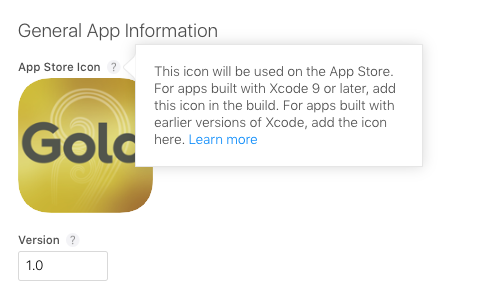 General App Information
App Store Icon ?
This icon will be used on the App Store.
For apps built with Xcode 9 or later, add
this icon in the build. For apps built with
earlier versions of Xcode, add the icon
here. Learn more
Version ?
1.0